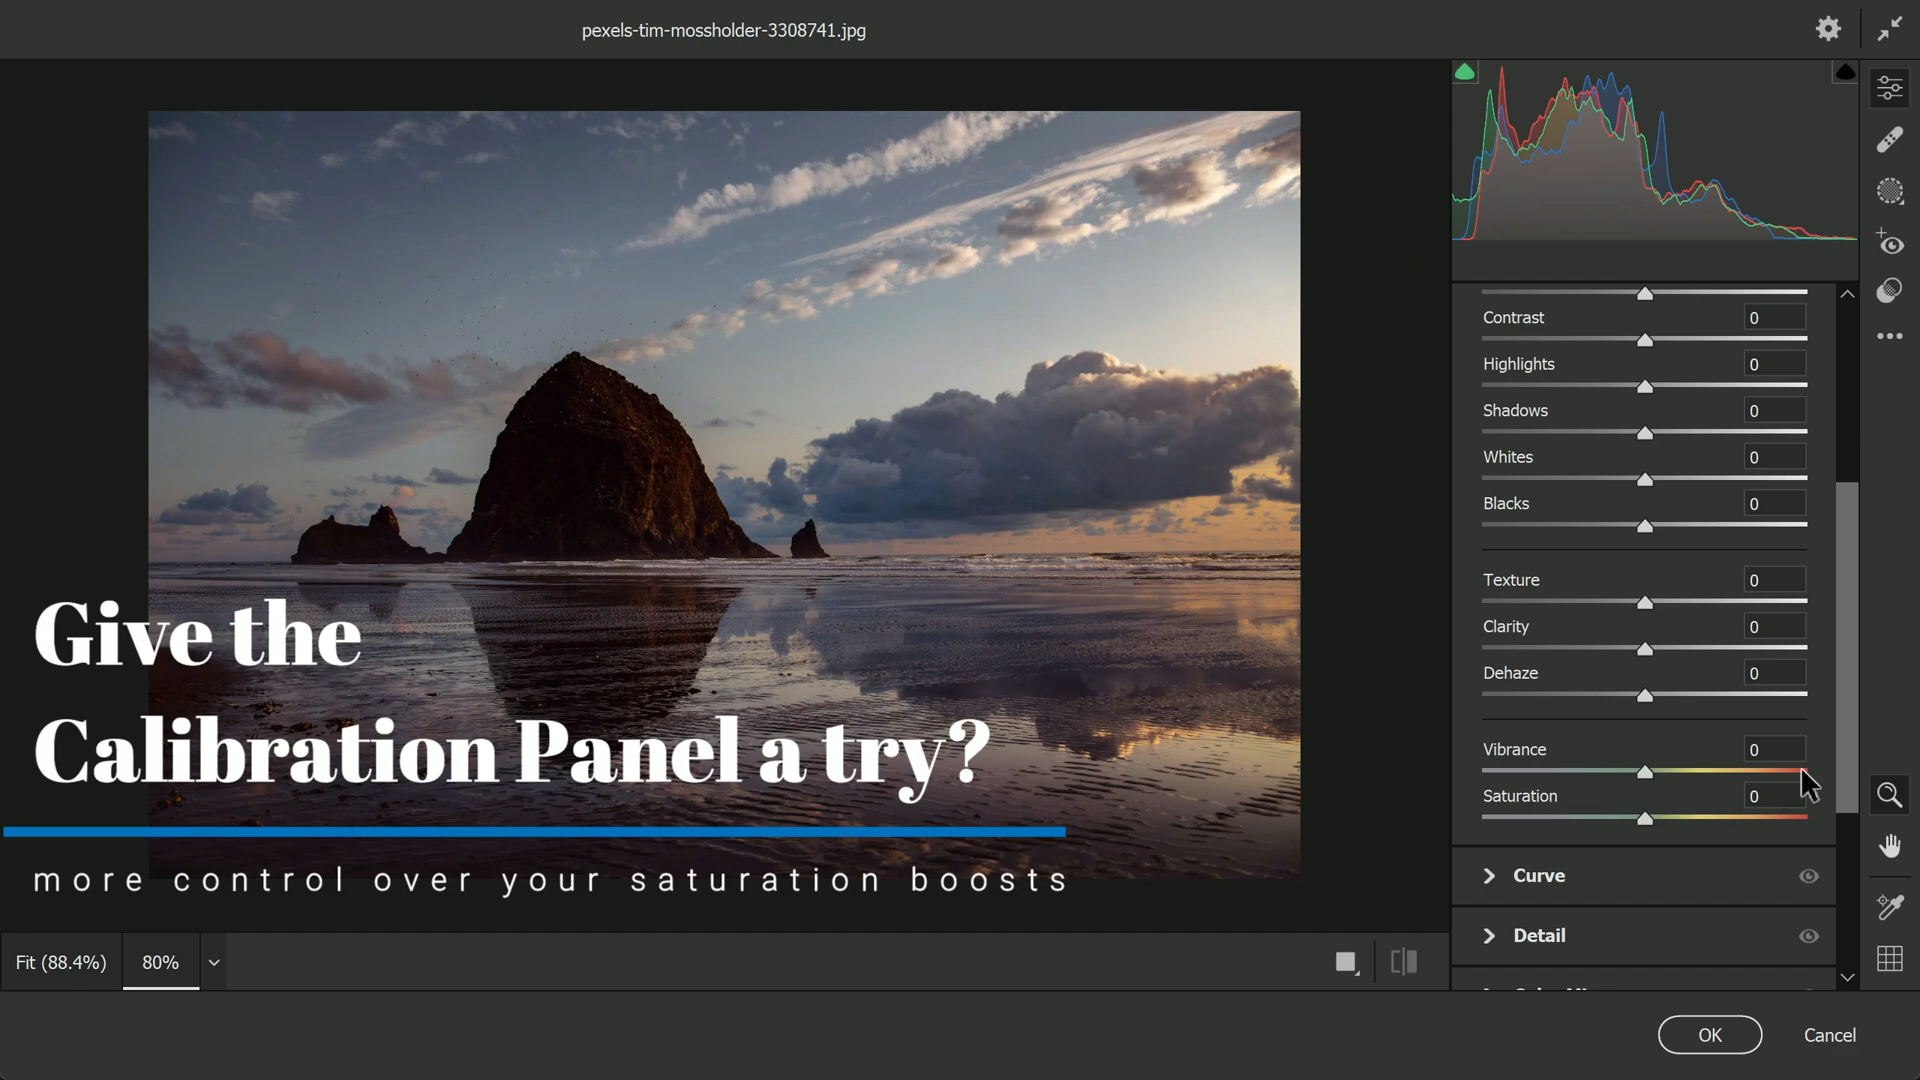 pexels-tim-mossholder-3308741.jpg
Contrast 0
Highlights 0
Shadows 0
Whites 0
Blacks 0
Texture 0
Clarity 0
Dehaze 0
Vibrance 0
Saturation 0
Curve
Detail
Give the
Calibration Panel a try?
more control over your saturation boosts
Fit (88.4%) 80%
OK Cancel